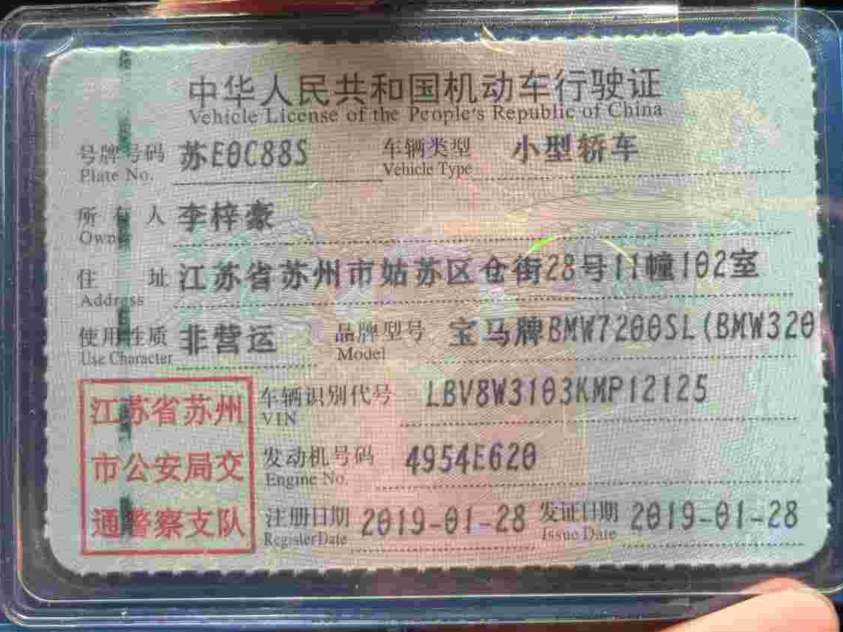 中华人民共和国机动车行驶证
Vehicle License of the People's Republic of China
号牌号码 苏E0C88S 车辆类型 小型轿车
Plate No. Vehicle Type
所有人 李梓豪
Owner
住址 江苏省苏州市姑苏区仓街28号11幢102室
Address
使用性质 非营运 品牌型号 宝马牌BMW7200SL(BMW320
Use Character Model
江苏省苏州 车辆识别代号 LBV8W3103KMP12125
VIN
市公安局交 发动机号码 4954E620
Engine No.
通警察支队 注册日期 2019-01-28 发证日期 2019-01-28
Register Date Issue Date